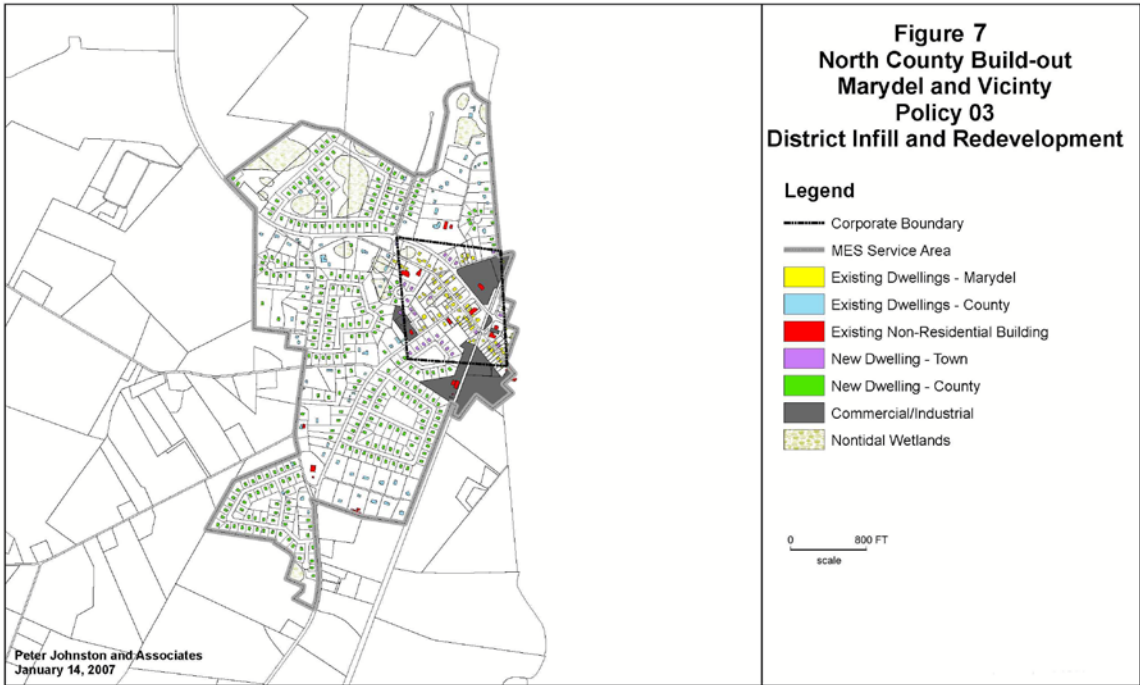 Figure 7
North County Build-out
Marydel and Vicinty
Policy 03
District Infill and Redevelopment
Legend
Corporate Boundary
MES Service Area
Existing Dwellings - Marydel
Existing Dwellings - County
Existing Non-Residential Building
New Dwelling - Town
New Dwelling - County
Commercial/Industrial
Nontidal Wetlands
0 800 FT
scale
Peter Johnston and Associates
January 14, 2007